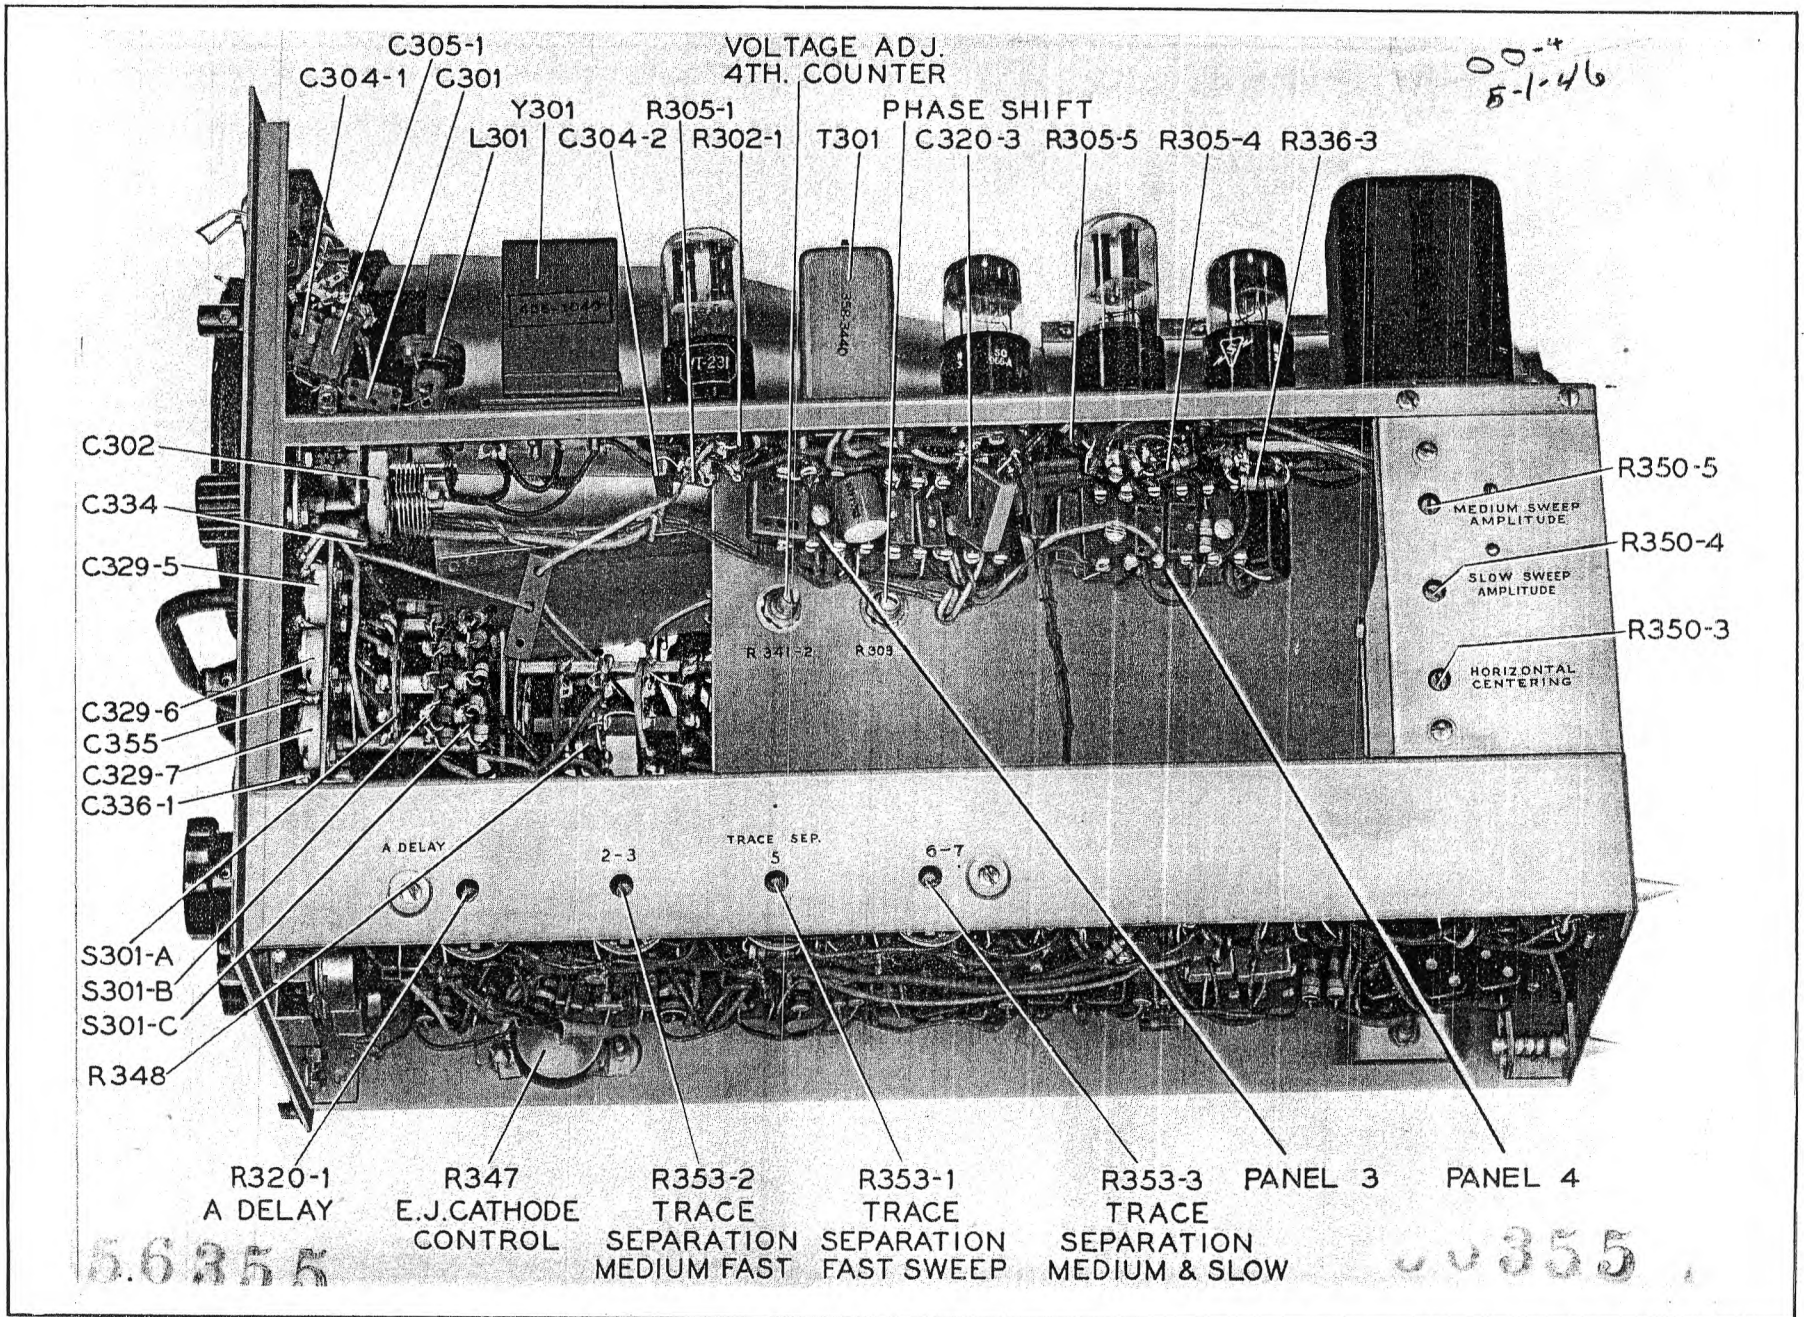 C305-1
C304-1 C301
VOLTAGE ADJ.
4TH. COUNTER
5-1-46
Y301 R305-1 PHASE SHIFT
L301 C304-2 R302-1 T301 C320-3 R305-5 R305-4 R336-3
VT-231
358-3440
C302
C334
C329-5
C329-6
C355
C329-7
C336-1
R350-5
MEDIUM SWEEP
AMPLITUDE
R350-4
SLOW SWEEP
AMPLITUDE
R350-3
HORIZONTAL
CENTERING
R 341-2
R 309
A DELAY
2-3
TRACE SEP.
5
6-7
S301-A
S301-B
S301-C
R348
R320-1
A DELAY
R347
E.J.CATHODE
CONTROL
R353-2
TRACE
SEPARATION
MEDIUM FAST
R353-1
TRACE
SEPARATION
FAST SWEEP
R353-3
TRACE
SEPARATION
MEDIUM & SLOW
PANEL 3
PANEL 4
56355
355